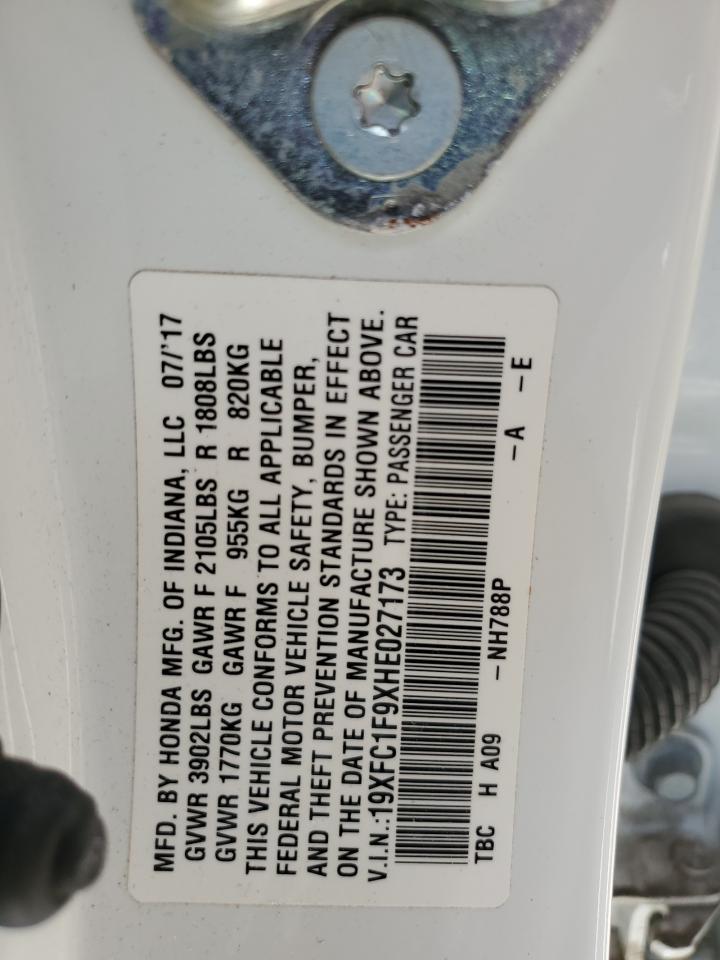 MFD. BY HONDA MFG. OF INDIANA, LLC 07/'17
GVWR 3902LBS GAWR F 2105LBS R 1808LBS
GVWR 1770KG GAWR F 955KG R 820KG
THIS VEHICLE CONFORMS TO ALL APPLICABLE
FEDERAL MOTOR VEHICLE SAFETY, BUMPER,
AND THEFT PREVENTION STANDARDS IN EFFECT
ON THE DATE OF MANUFACTURE SHOWN ABOVE.
V.I.N.:19XFC1F9XHE027173 TYPE: PASSENGER CAR
TBC H A09 -NH788P -A -E